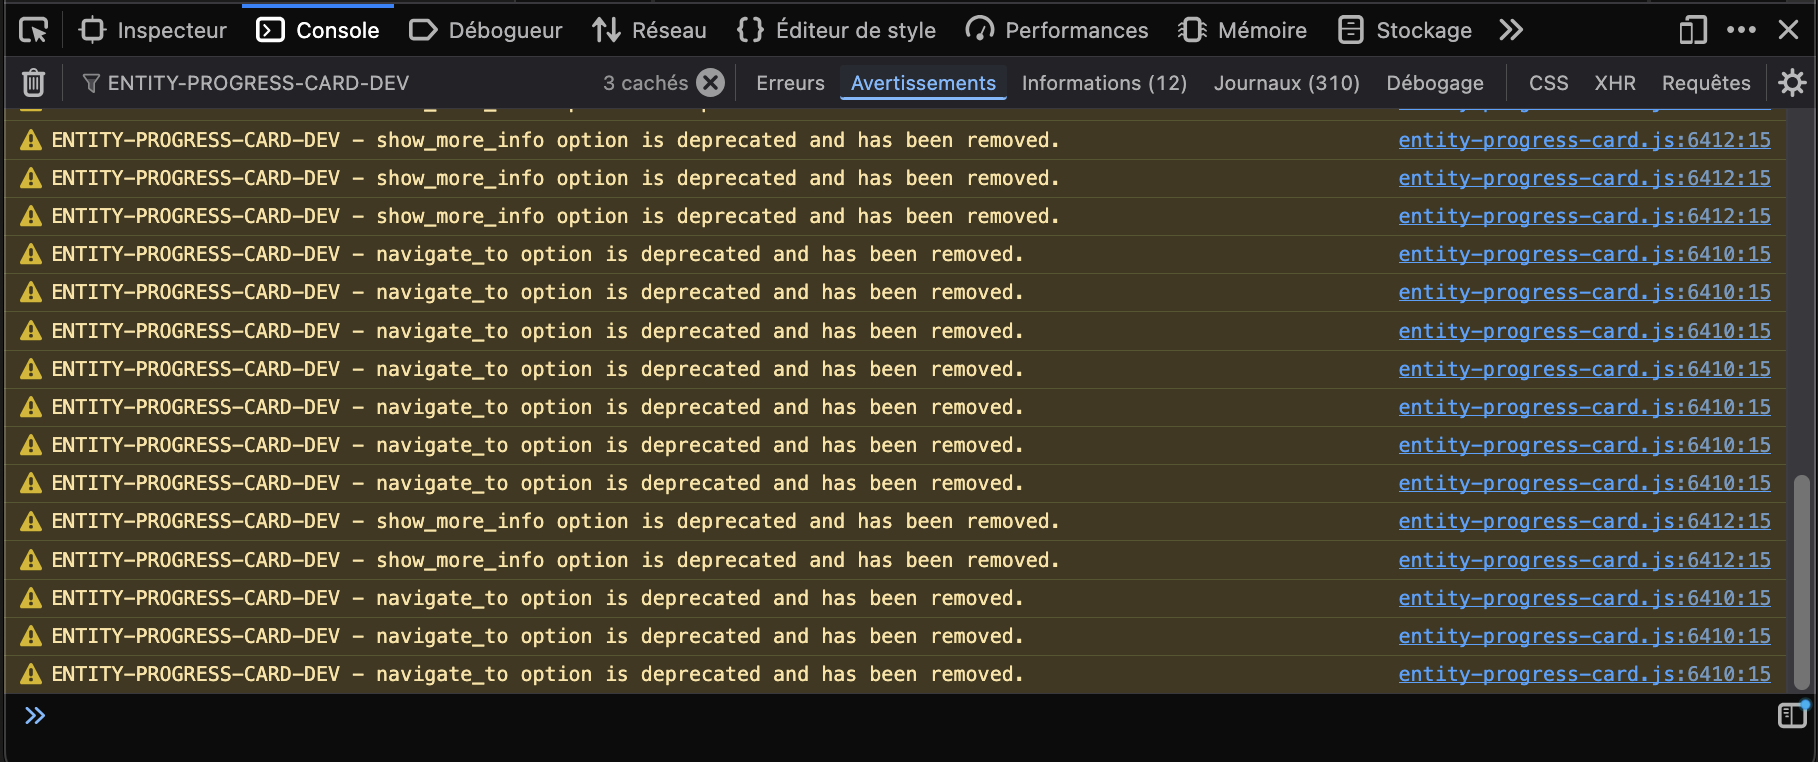 Inspecteur Console Débogueur Réseau Éditeur de style Performances Mémoire Stockage
ENTITY-PROGRESS-CARD-DEV 3 cachés Erreurs Avertissements Informations (12) Journaux (310) Débogage CSS XHR Requêtes
ENTITY-PROGRESS-CARD-DEV - show_more_info option is deprecated and has been removed. entity-progress-card.js:6412:15
ENTITY-PROGRESS-CARD-DEV - show_more_info option is deprecated and has been removed. entity-progress-card.js:6412:15
ENTITY-PROGRESS-CARD-DEV - show_more_info option is deprecated and has been removed. entity-progress-card.js:6412:15
ENTITY-PROGRESS-CARD-DEV - navigate_to option is deprecated and has been removed. entity-progress-card.js:6410:15
ENTITY-PROGRESS-CARD-DEV - navigate_to option is deprecated and has been removed. entity-progress-card.js:6410:15
ENTITY-PROGRESS-CARD-DEV - navigate_to option is deprecated and has been removed. entity-progress-card.js:6410:15
ENTITY-PROGRESS-CARD-DEV - navigate_to option is deprecated and has been removed. entity-progress-card.js:6410:15
ENTITY-PROGRESS-CARD-DEV - navigate_to option is deprecated and has been removed. entity-progress-card.js:6410:15
ENTITY-PROGRESS-CARD-DEV - navigate_to option is deprecated and has been removed. entity-progress-card.js:6410:15
ENTITY-PROGRESS-CARD-DEV - navigate_to option is deprecated and has been removed. entity-progress-card.js:6410:15
ENTITY-PROGRESS-CARD-DEV - show_more_info option is deprecated and has been removed. entity-progress-card.js:6412:15
ENTITY-PROGRESS-CARD-DEV - show_more_info option is deprecated and has been removed. entity-progress-card.js:6412:15
ENTITY-PROGRESS-CARD-DEV - navigate_to option is deprecated and has been removed. entity-progress-card.js:6410:15
ENTITY-PROGRESS-CARD-DEV - navigate_to option is deprecated and has been removed. entity-progress-card.js:6410:15
ENTITY-PROGRESS-CARD-DEV - navigate_to option is deprecated and has been removed. entity-progress-card.js:6410:15